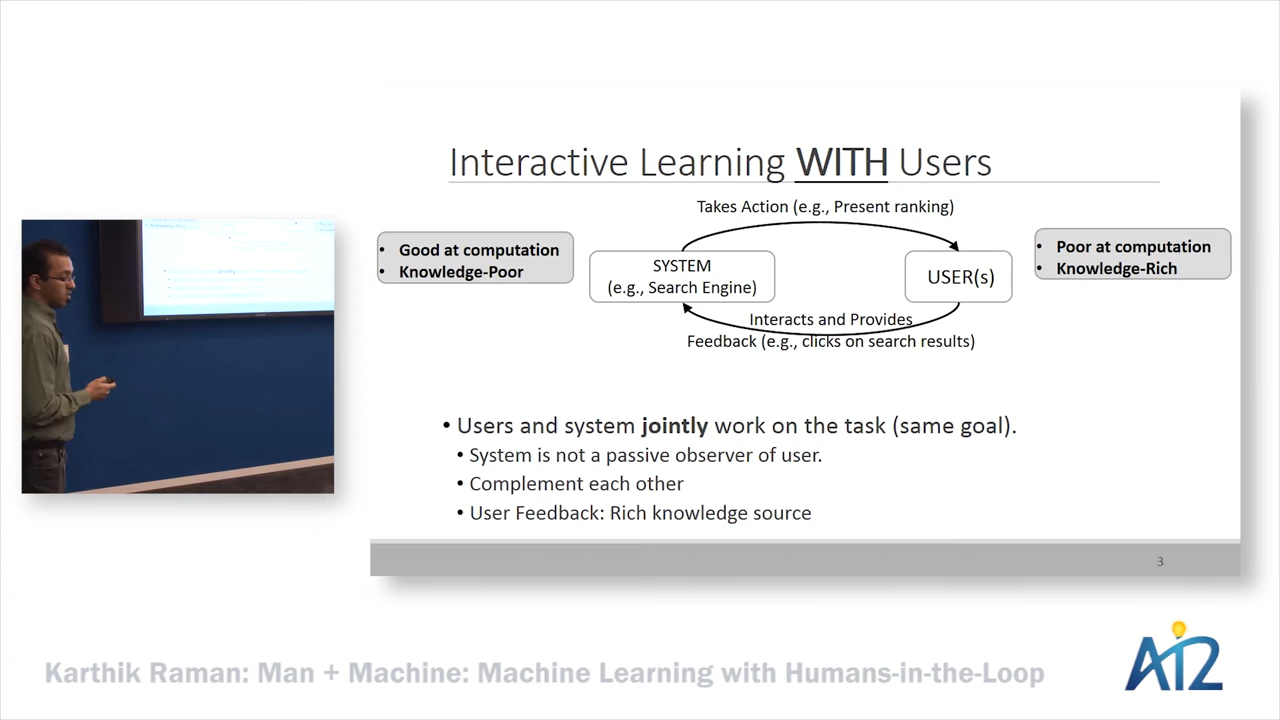 Interactive Learning WITH Users
Takes Action (e.g., Present ranking)
• Good at computation
• Knowledge-Poor
SYSTEM
(e.g., Search Engine)
USER(s)
• Poor at computation
• Knowledge-Rich
Interacts and Provides
Feedback (e.g., clicks on search results)
• Users and system jointly work on the task (same goal).
• System is not a passive observer of user.
• Complement each other
• User Feedback: Rich knowledge source
3
Karthik Raman: Man + Machine: Machine Learning with Humans-in-the-Loop
AI2